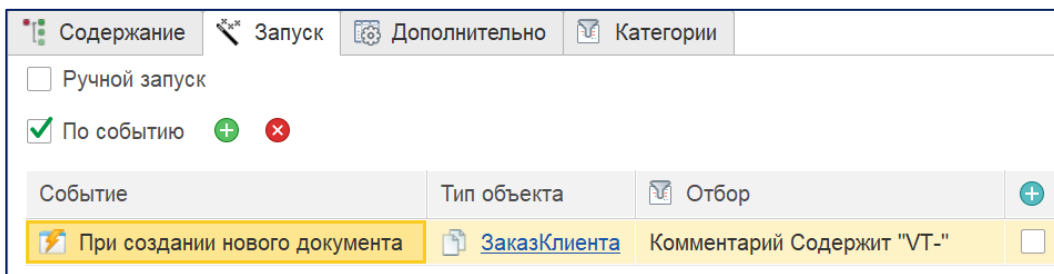 Содержание Запуск Дополнительно Категории
Ручной запуск
По событию
Событие Тип объекта Отбор
При создании нового документа ЗаказКлиента Комментарий Содержит "VT-"